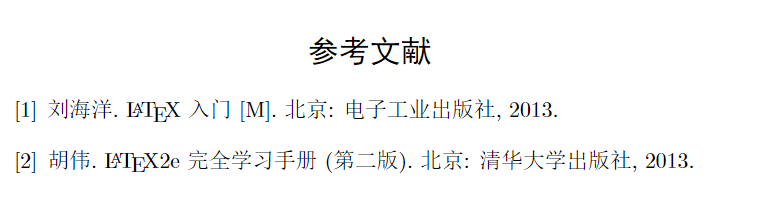 参考文献
[1] 刘海洋. LATEX 入门 [M]. 北京: 电子工业出版社, 2013.
[2] 胡伟. LATEX2e 完全学习手册 (第二版). 北京: 清华大学出版社, 2013.